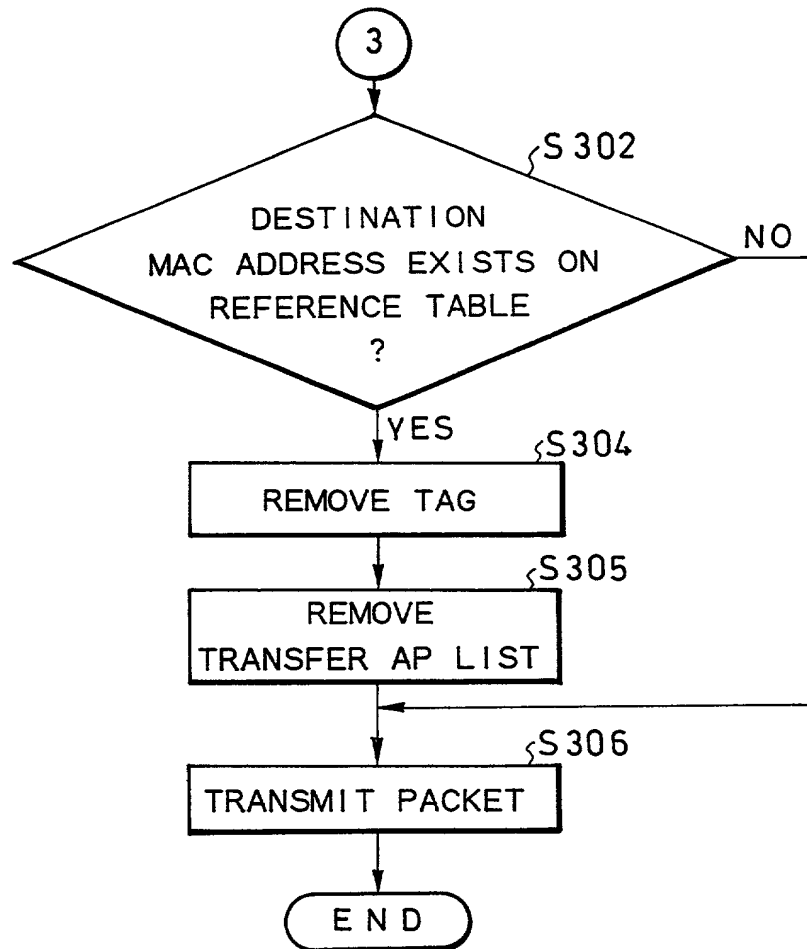 3
S302
DESTINATION
MAC ADDRESS EXISTS ON
REFERENCE TABLE
?
NO
YES
S304
REMOVE TAG
S305
REMOVE
TRANSFER AP LIST
S306
TRANSMIT PACKET
END